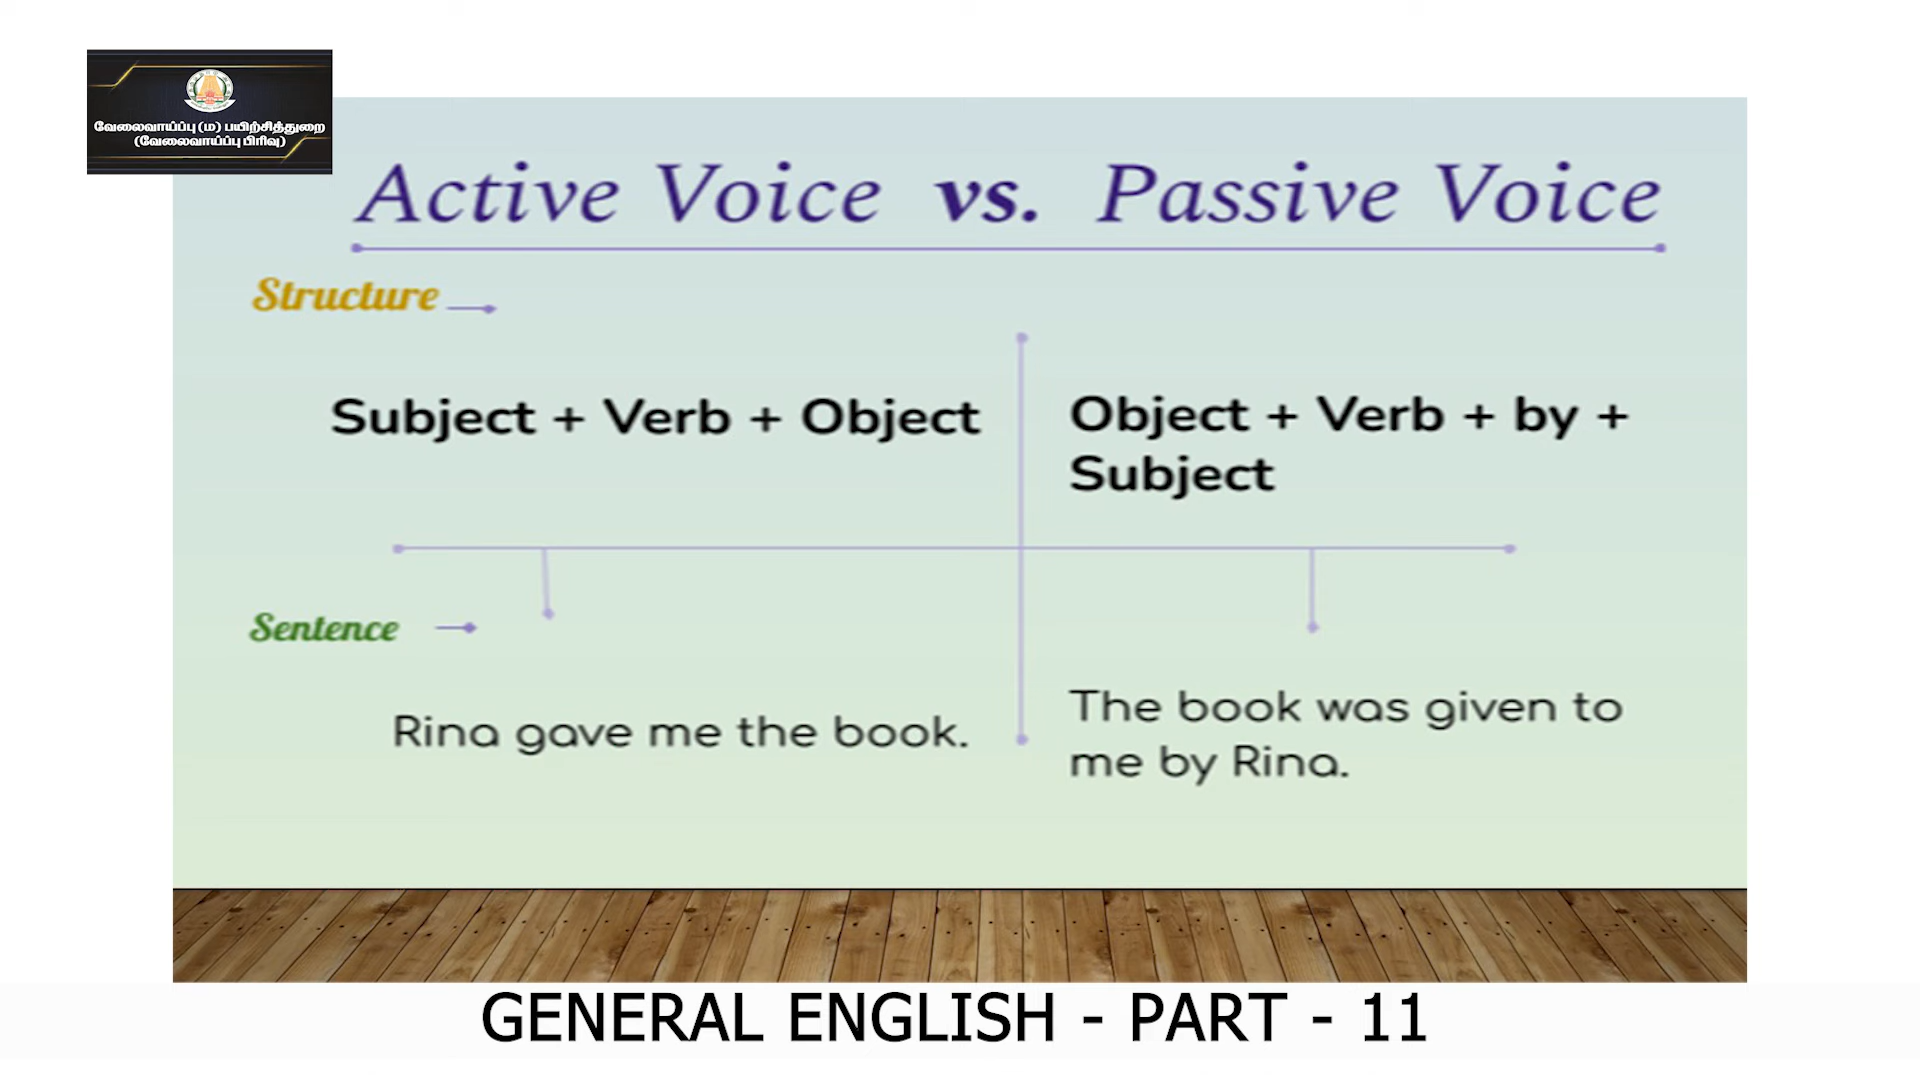 வேலைவாய்ப்பு (ம) பயிற்சித்துறை
(வேலைவாய்ப்பு பிரிவு)
Active Voice vs. Passive Voice
Structure
Subject + Verb + Object
Object + Verb + by +
Subject
Sentence
Rina gave me the book.
The book was given to
me by Rina.
GENERAL ENGLISH - PART - 11